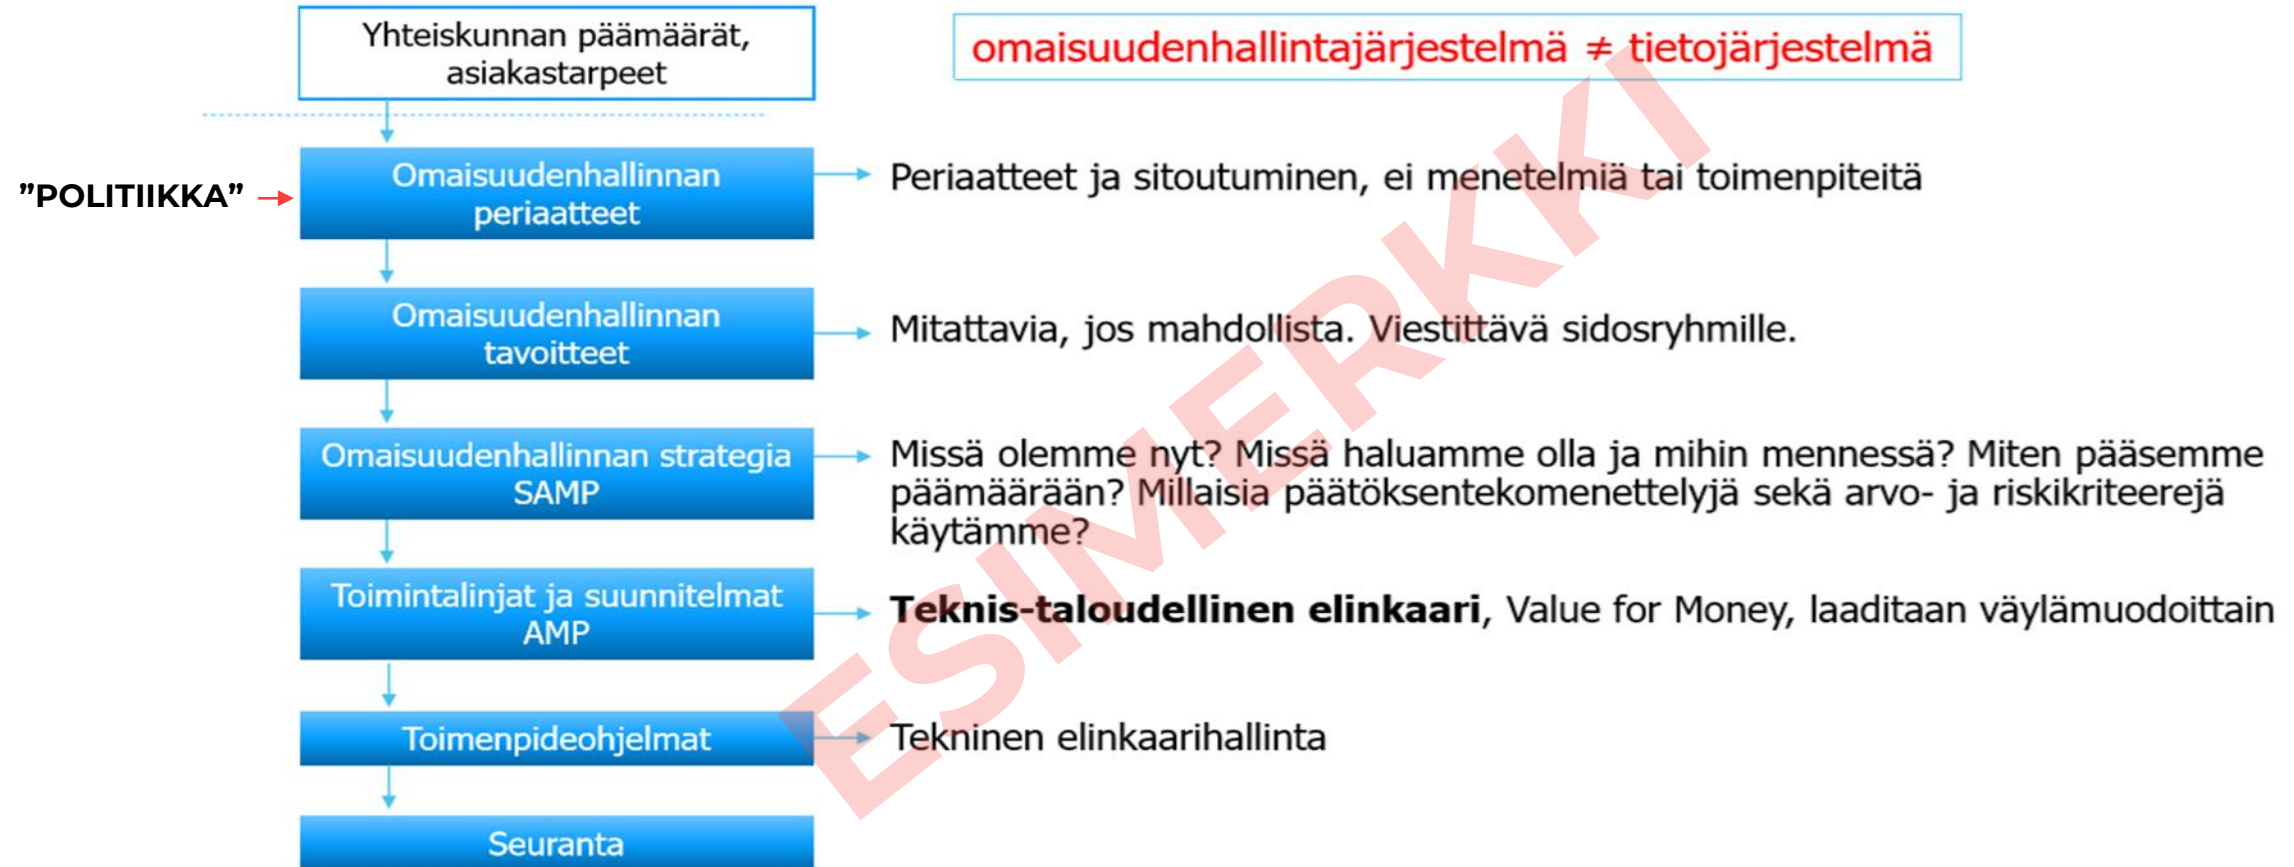 Yhteiskunnan päämäärät,
asiakastarpeet
omaisuudenhallintajärjestelmä ≠ tietojärjestelmä
”POLITIIKKA”
Omaisuudenhallinnan
periaatteet
Periaatteet ja sitoutuminen, ei menetelmiä tai toimenpiteitä
Omaisuudenhallinnan
tavoitteet
Mitattavia, jos mahdollista. Viestittävä sidosryhmille.
Omaisuudenhallinnan strategia
SAMP
Missä olemme nyt? Missä haluamme olla ja mihin mennessä? Miten pääsemme
päämäärään? Millaisia päätöksentekomenettelyjä sekä arvo- ja riskikriteerejä
käytämme?
Toimintalinjat ja suunnitelmat
AMP
Teknis-taloudellinen elinkaari, Value for Money, laaditaan väylämuodoittain
Toimenpideohjelmat
Tekninen elinkaarihallinta
Seuranta
ESIMERKKI